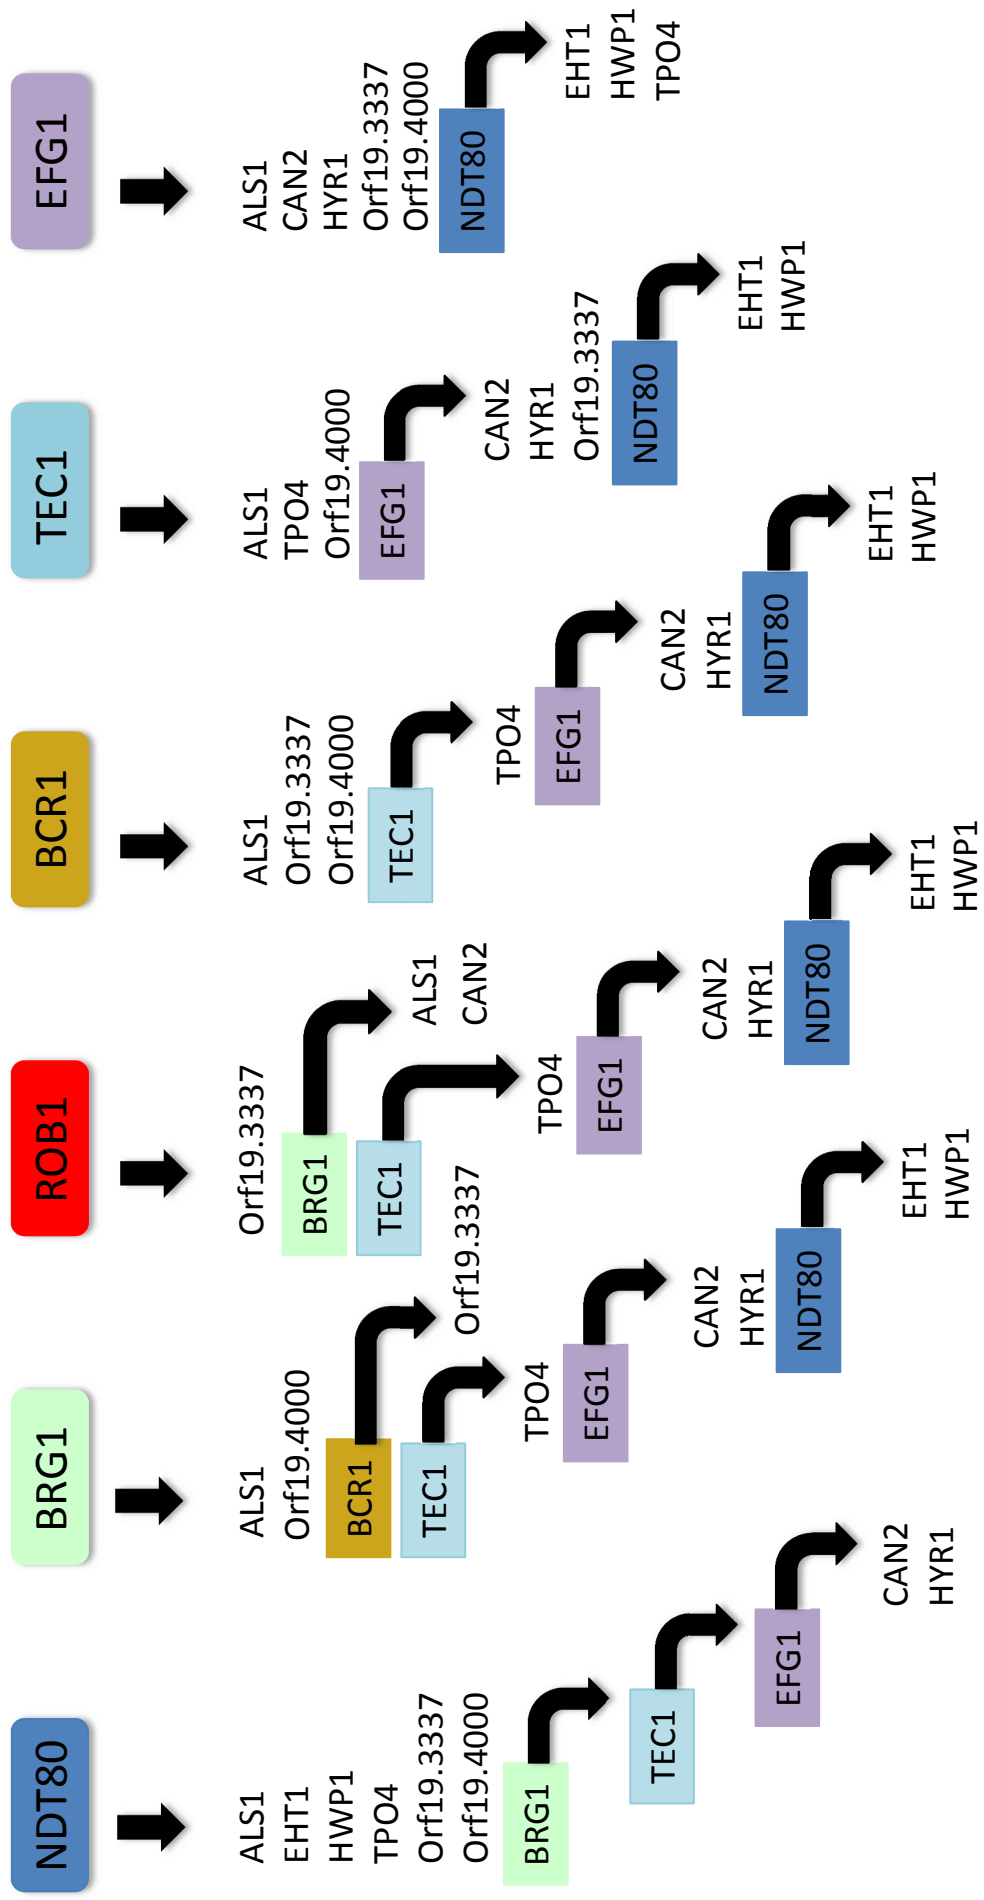 NDT80
ALS1
EHT1
HWP1
TPO4
Orf19.3337
Orf19.4000
BRG1
TEC1
EFG1
CAN2
HYR1
BRG1
ALS1
Orf19.4000
BCR1
Orf19.3337
TEC1
TPO4
EFG1
CAN2
HYR1
NDT80
EHT1
HWP1
ROB1
Orf19.3337
BRG1
ALS1
CAN2
TEC1
TPO4
EFG1
CAN2
HYR1
NDT80
EHT1
HWP1
BCR1
ALS1
Orf19.3337
Orf19.4000
TEC1
TPO4
EFG1
CAN2
HYR1
NDT80
EHT1
HWP1
TEC1
ALS1
TPO4
Orf19.4000
EFG1
CAN2
HYR1
Orf19.3337
NDT80
EHT1
HWP1
EFG1
ALS1
CAN2
HYR1
Orf19.3337
Orf19.4000
NDT80
EHT1
HWP1
TPO4